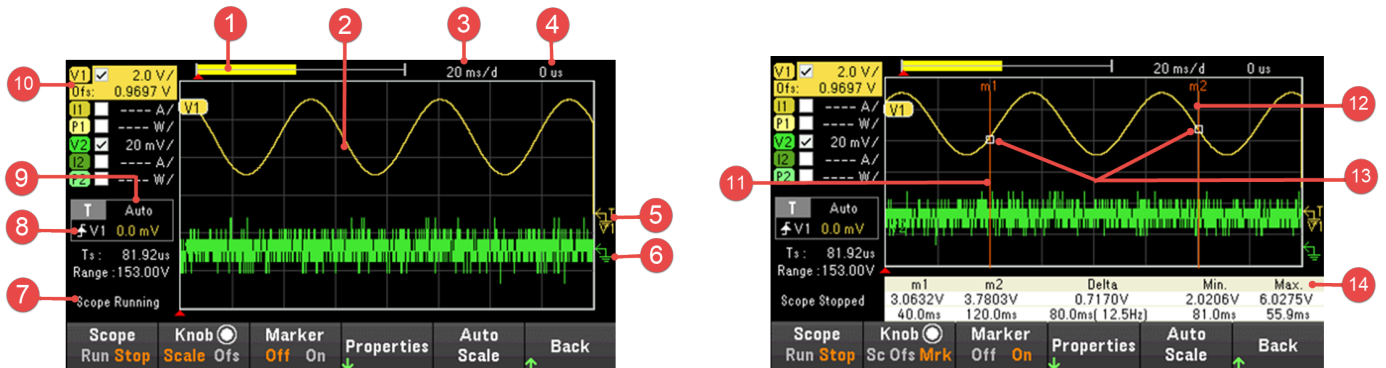 1
2
3
4
20 ms/d 0 us
V1 2.0 V/
Ofs: 0.9697 V
I1 ---- A/
P1 ---- W/
V2 20 mV/
I2 ---- A/
P2 ---- W/
V1
T Auto
V1 0.0 mV
Ts : 81.92us
Range :153.00V
Scope Running
T
1
5
6
7
8
9
10
Scope
Run Stop
Knob
Scale Ofs
Marker
Off On
Properties
Auto
Scale
Back
20 ms/d 0 us
V1 2.0 V/
Ofs: 0.9697 V
I1 ---- A/
P1 ---- W/
V2 20 mV/
I2 ---- A/
P2 ---- W/
m1 m2
V1
V2
T Auto
V1 0.0 mV
Ts : 81.92us
Range :153.00V
Scope Stopped
T
1
11
12
13
14
m1 m2 Delta Min. Max.
3.0632V 3.7803V 0.7170V 2.0206V 6.0275V
40.0ms 120.0ms 80.0ms( 12.5Hz) 81.0ms 55.9ms
Scope
Run Stop
Knob
Sc Ofs Mrk
Marker
Off On
Properties
Auto
Scale
Back